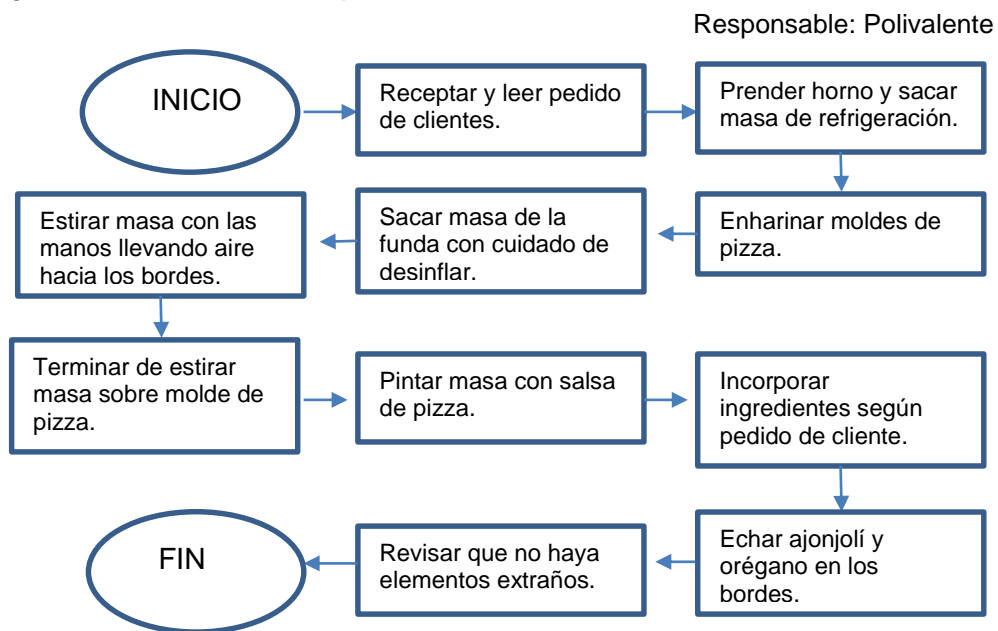 Responsable: Polivalente
INICIO
Receptar y leer pedido
de clientes.
Prender horno y sacar
masa de refrigeración.
Enharinar moldes de
pizza.
Sacar masa de la
funda con cuidado de
desinflar.
Estirar masa con las
manos llevando aire
hacia los bordes.
Terminar de estirar
masa sobre molde de
pizza.
Pintar masa con salsa
de pizza.
Incorporar
ingredientes según
pedido de cliente.
Echar ajonjolí y
orégano en los
bordes.
Revisar que no haya
elementos extraños.
FIN